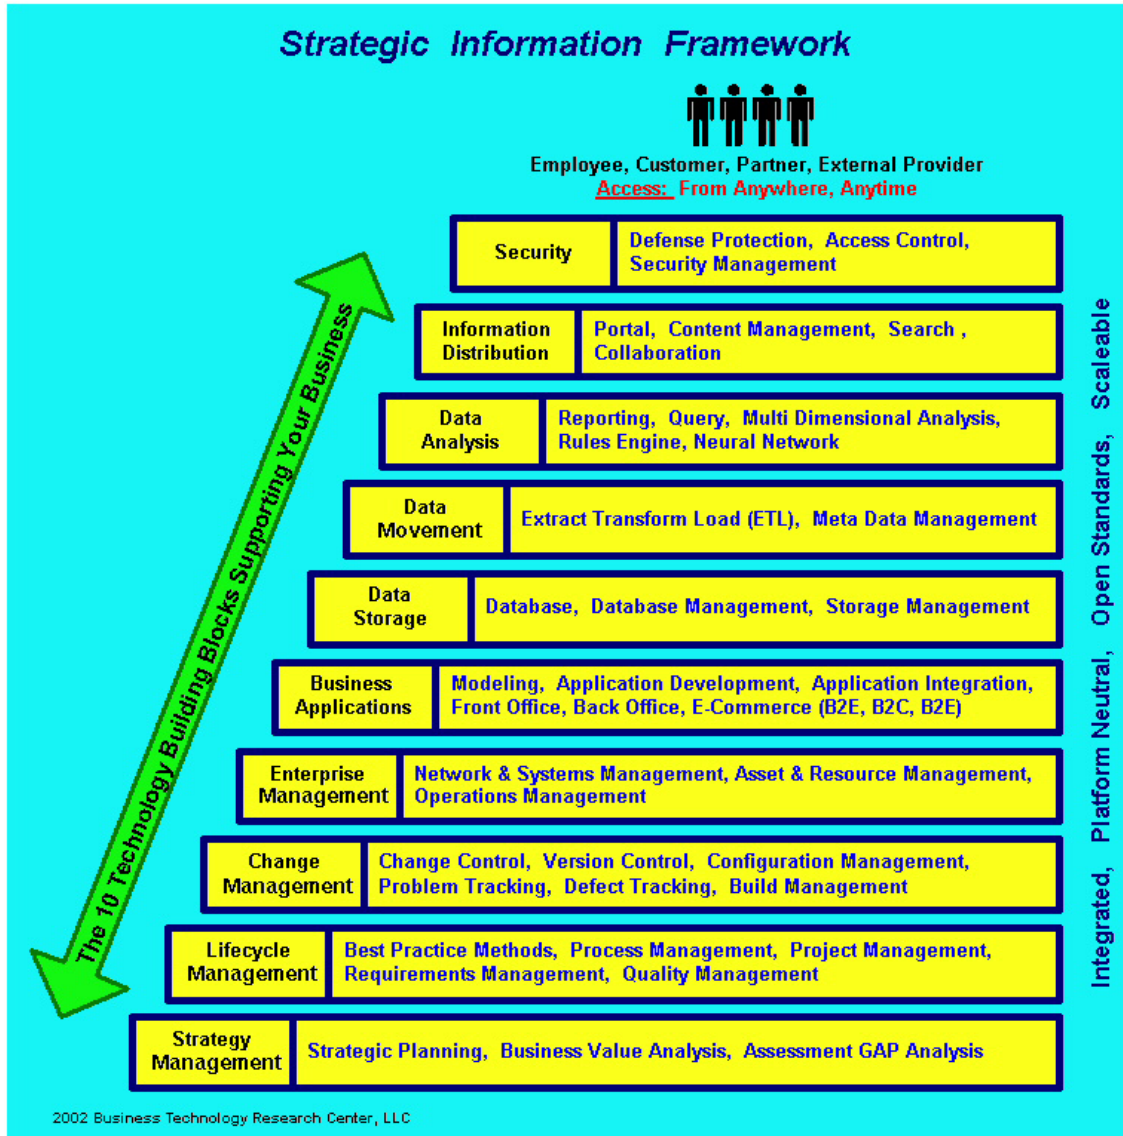 Strategic Information Framework
Employee, Customer, Partner, External Provider
Access: From Anywhere, Anytime
The 10 Technology Building Blocks Supporting Your Business
Security
Defense Protection, Access Control,
Security Management
Information
Distribution
Portal, Content Management, Search ,
Collaboration
Data
Analysis
Reporting, Query, Multi Dimensional Analysis,
Rules Engine, Neural Network
Data
Movement
Extract Transform Load (ETL), Meta Data Management
Data
Storage
Database, Database Management, Storage Management
Business
Applications
Modeling, Application Development, Application Integration,
Front Office, Back Office, E-Commerce (B2E, B2C, B2E)
Enterprise
Management
Network & Systems Management, Asset & Resource Management,
Operations Management
Change
Management
Change Control, Version Control, Configuration Management,
Problem Tracking, Defect Tracking, Build Management
Lifecycle
Management
Best Practice Methods, Process Management, Project Management,
Requirements Management, Quality Management
Strategy
Management
Strategic Planning, Business Value Analysis, Assessment GAP Analysis
Integrated, Platform Neutral, Open Standards, Scaleable
2002 Business Technology Research Center, LLC